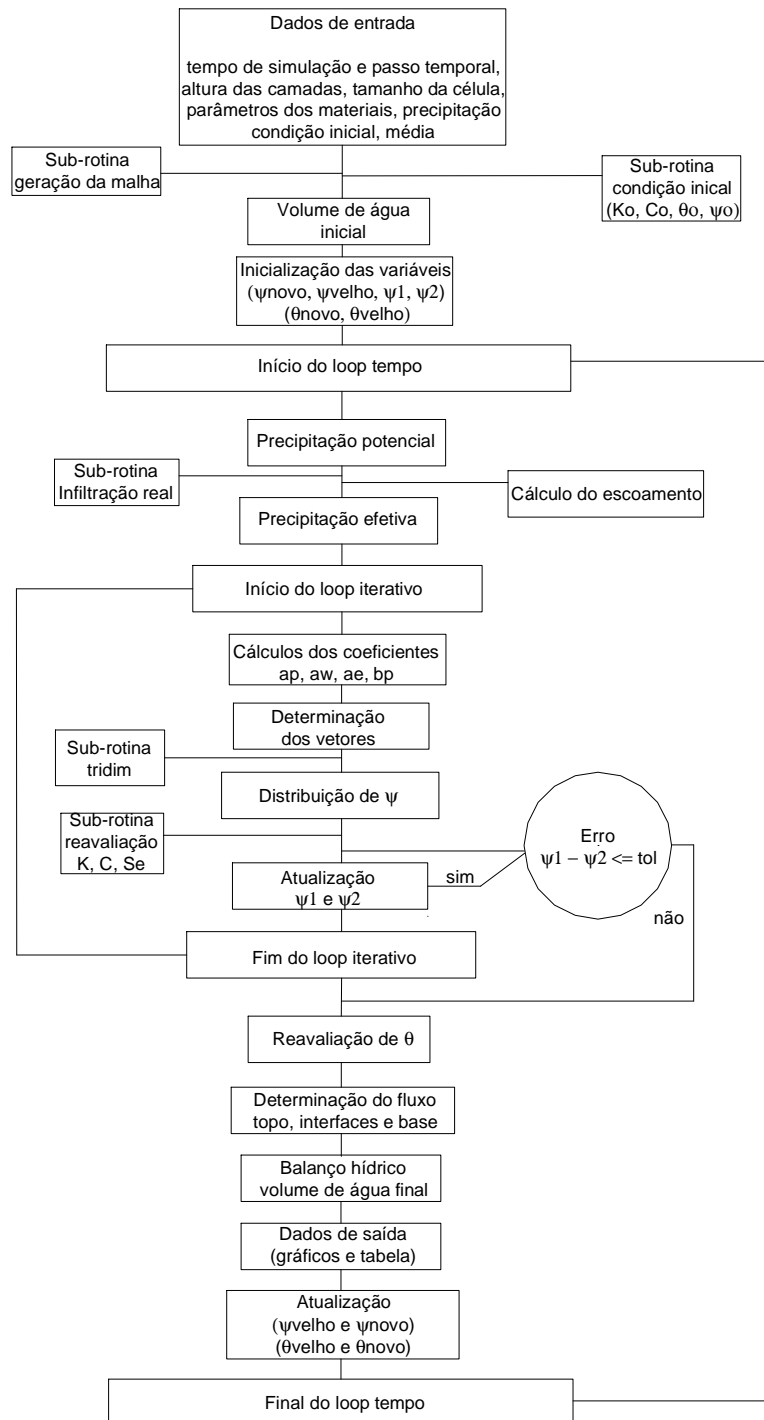 Dados de entrada
tempo de simulação e passo temporal,
altura das camadas, tamanho da célula,
parâmetros dos materiais, precipitação
condição inicial, média
Sub-rotina
geração da malha
Sub-rotina
condição inical
(Ko, Co, θo, ψo)
Volume de água
inicial
Inicialização das variáveis
(ψnovo, ψvelho, ψ1, ψ2)
(θnovo, θvelho)
Início do loop tempo
Precipitação potencial
Sub-rotina
Infiltração real
Cálculo do escoamento
Precipitação efetiva
Início do loop iterativo
Cálculos dos coeficientes
ap, aw, ae, bp
Determinação
dos vetores
Sub-rotina
tridim
Distribuição de ψ
Sub-rotina
reavaliação
K, C, Se
Erro
ψ1 − ψ2 <= tol
Atualização
ψ1 e ψ2
sim
não
Fim do loop iterativo
Reavaliação de θ
Determinação do fluxo
topo, interfaces e base
Balanço hídrico
volume de água final
Dados de saída
(gráficos e tabela)
Atualização
(ψvelho e ψnovo)
(θvelho e θnovo)
Final do loop tempo